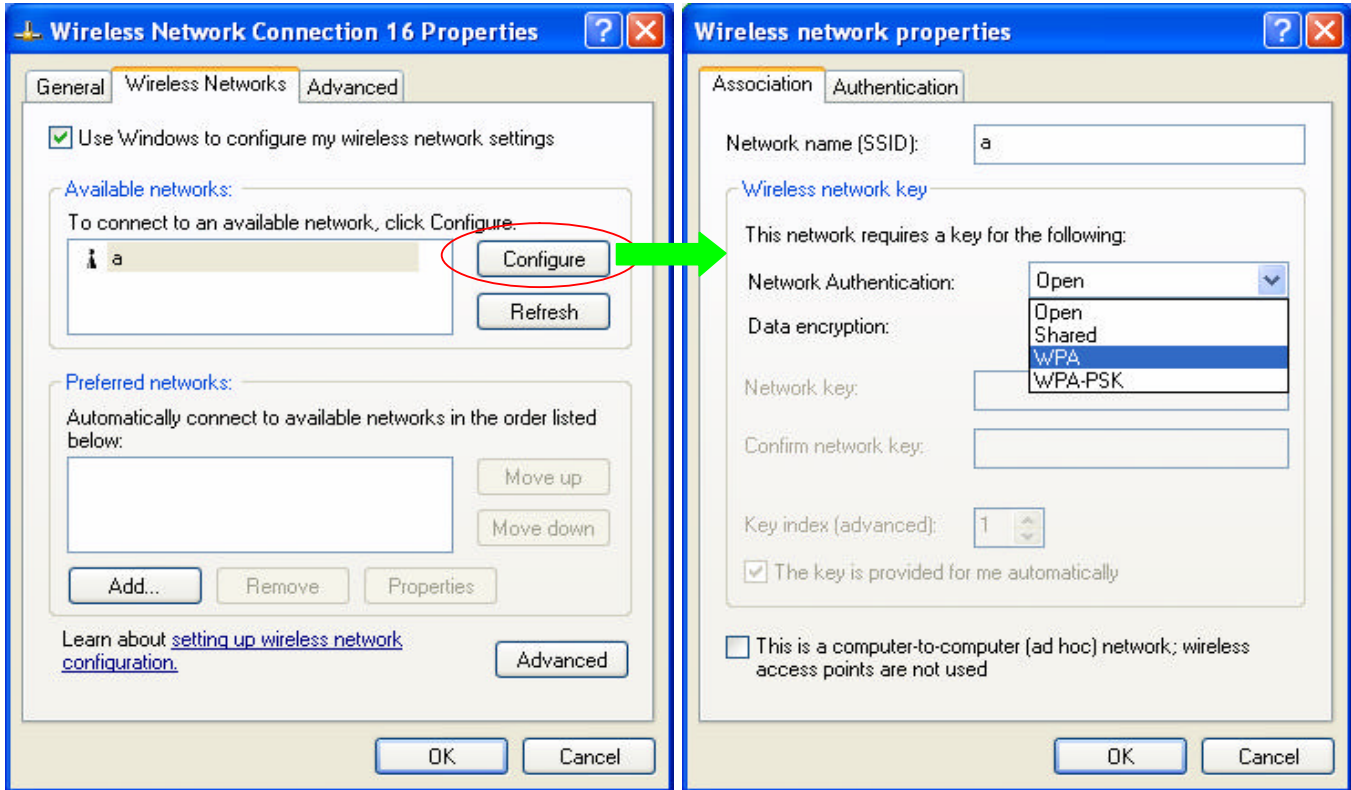 Wireless Network Connection 16 Properties
General
Wireless Networks
Advanced
Use Windows to configure my wireless network settings
Available networks:
To connect to an available network, click Configure.
a
Configure
Refresh
Preferred networks:
Automatically connect to available networks in the order listed
below:
Move up
Move down
Add...
Remove
Properties
Learn about setting up wireless network
configuration.
Advanced
OK
Cancel
Wireless network properties
Association
Authentication
Network name (SSID):
a
Wireless network key
This network requires a key for the following:
Network Authentication:
Open
Data encryption:
Open
Shared
WPA
WPA-PSK
Network key:
Confirm network key:
Key index (advanced):
1
The key is provided for me automatically
This is a computer-to-computer (ad hoc) network; wireless
access points are not used
OK
Cancel